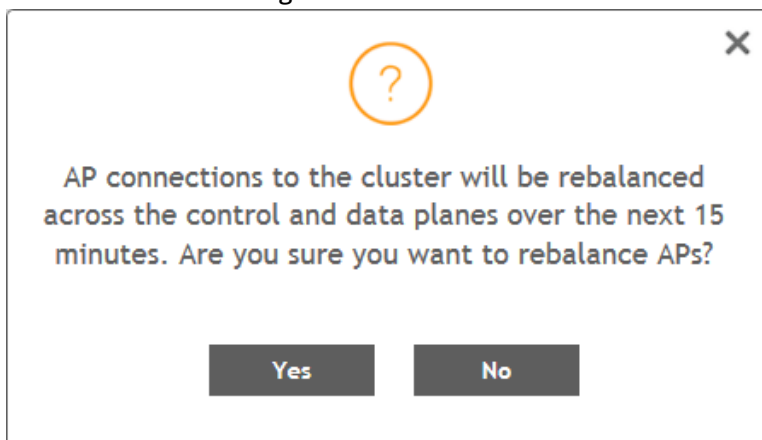 ?
AP connections to the cluster will be rebalanced
across the control and data planes over the next 15
minutes. Are you sure you want to rebalance APs?
Yes No